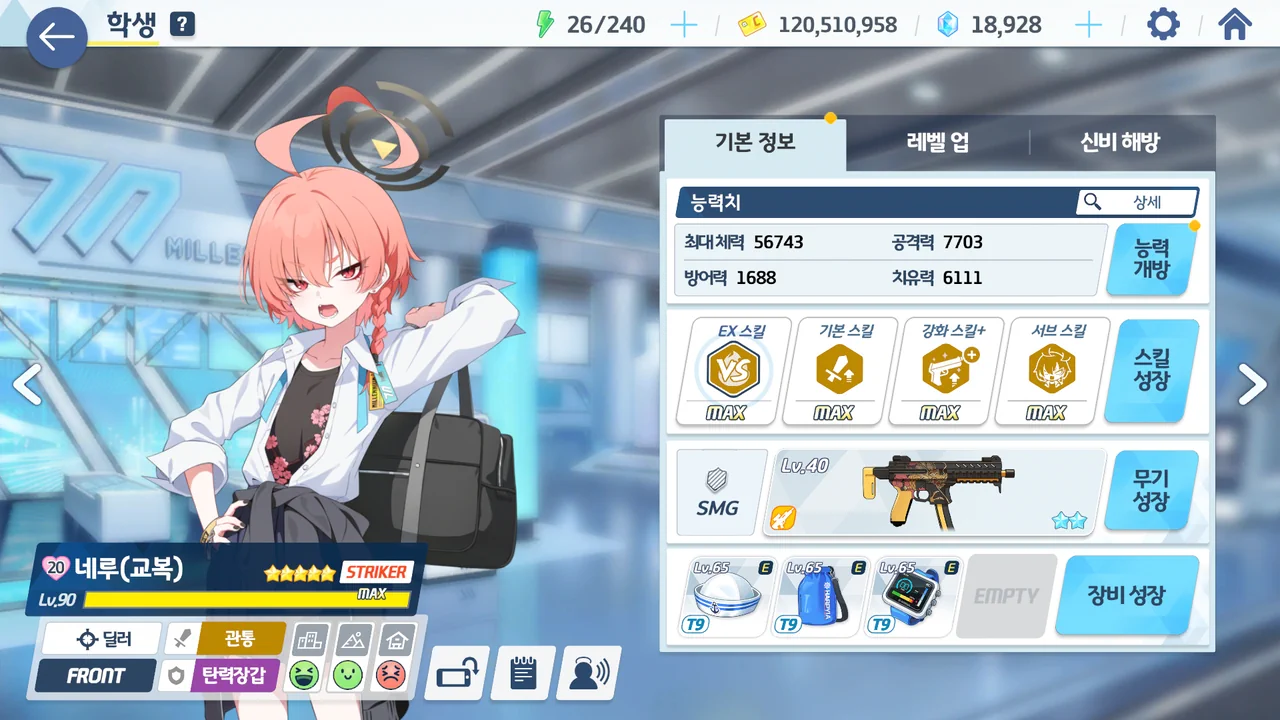 학생 ?
26/240
120,510,958
18,928
기본 정보
레벨 업
신비 해방
능력치
상세
최대 체력 56743
공격력 7703
방어력 1688
치유력 6111
능력
개방
EX 스킬
기본 스킬
강화 스킬+
서브 스킬
VS
MAX
MAX
MAX
MAX
스킬
성장
SMG
Lv.40
무기
성장
Lv.65 E
Lv.65 E
Lv.65 E
T9
T9
T9
EMPTY
장비 성장
MILLE
20 네루(교복)
STRIKER
Lv.90
MAX
딜러
관통
FRONT
탄력장갑